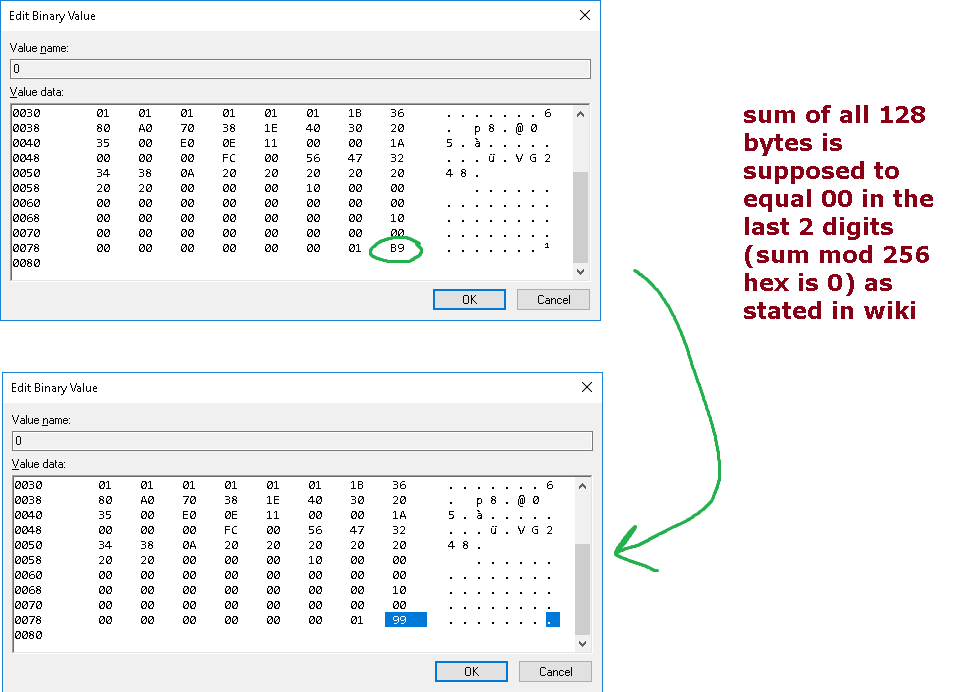 Edit Binary Value
Value name:
0
Value data:
0030 01 01 01 01 01 01 1B 36 . . . . . . . 6
0038 80 A0 70 38 1E 40 30 20 . p 8 . @ 0
0040 35 00 E0 0E 11 00 00 1A 5 . à . . . . .
0048 00 00 00 FC 00 56 47 32 . . . ü . V G 2
0050 34 38 0A 20 20 20 20 20 4 8 .
0058 20 20 00 00 00 10 00 00 . . . . . .
0060 00 00 00 00 00 00 00 00 . . . . . . . .
0068 00 00 00 00 00 00 00 10 . . . . . . . .
0070 00 00 00 00 00 00 00 00 . . . . . . . .
0078 00 00 00 00 00 00 01 B9 . . . . . . . ¹
0080
OK Cancel
sum of all 128
bytes is
supposed to
equal 00 in the
last 2 digits
(sum mod 256
hex is 0) as
stated in wiki
Edit Binary Value
Value name:
0
Value data:
0030 01 01 01 01 01 01 1B 36 . . . . . . . 6
0038 80 A0 70 38 1E 40 30 20 . p 8 . @ 0
0040 35 00 E0 0E 11 00 00 1A 5 . à . . . . .
0048 00 00 00 FC 00 56 47 32 . . . ü . V G 2
0050 34 38 0A 20 20 20 20 20 4 8 .
0058 20 20 00 00 00 10 00 00 . . . . . .
0060 00 00 00 00 00 00 00 00 . . . . . . . .
0068 00 00 00 00 00 00 00 10 . . . . . . . .
0070 00 00 00 00 00 00 00 00 . . . . . . . .
0078 00 00 00 00 00 00 01 99 . . . . . . . .
0080
OK Cancel